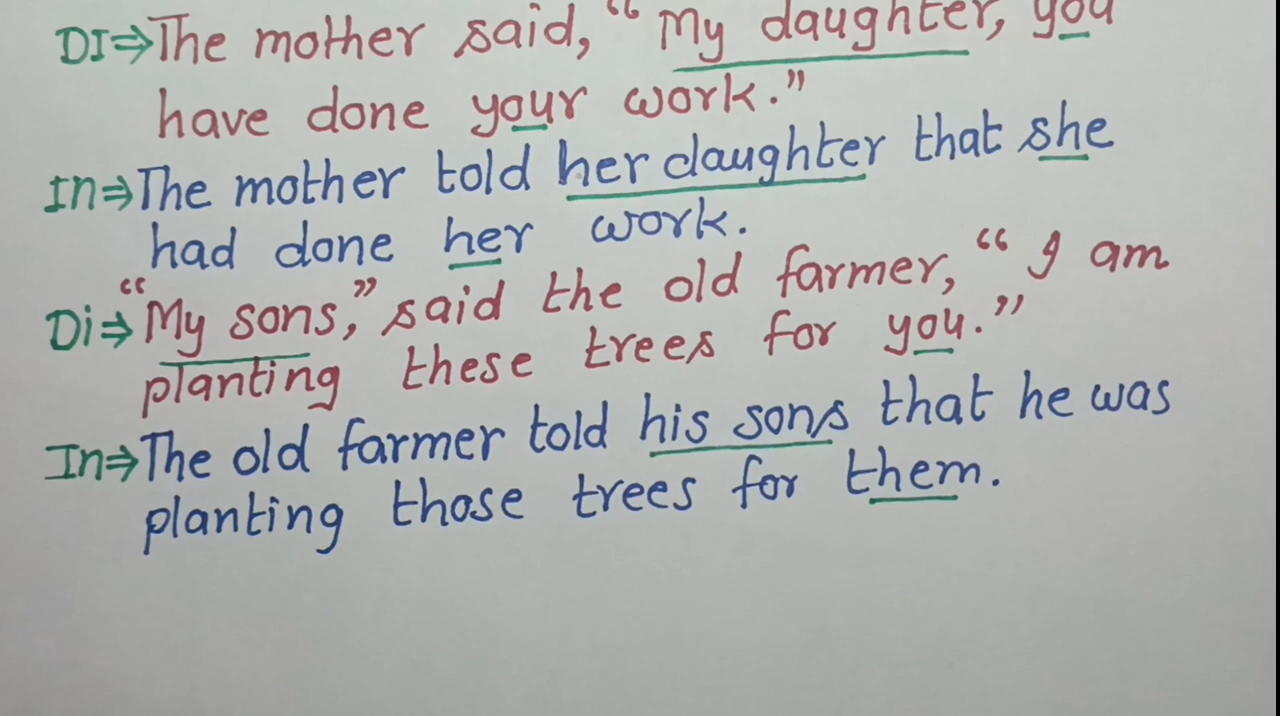 DI⇒The mother said, “ My daughter, you
have done your work.”
In⇒The mother told her daughter that she
had done her work.
Di⇒“My sons,” said the old farmer, “ I am
planting these trees for you.”
In⇒The old farmer told his sons that he was
planting those trees for them.